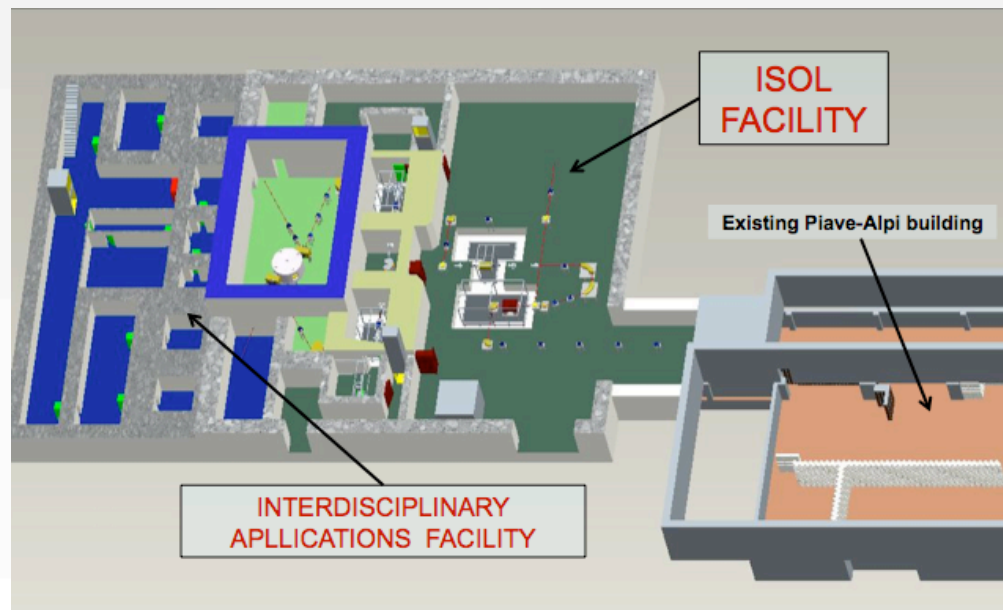 ISOL
FACILITY
Existing Piave-Alpi building
INTERDISCIPLINARY
APLLICATIONS FACILITY